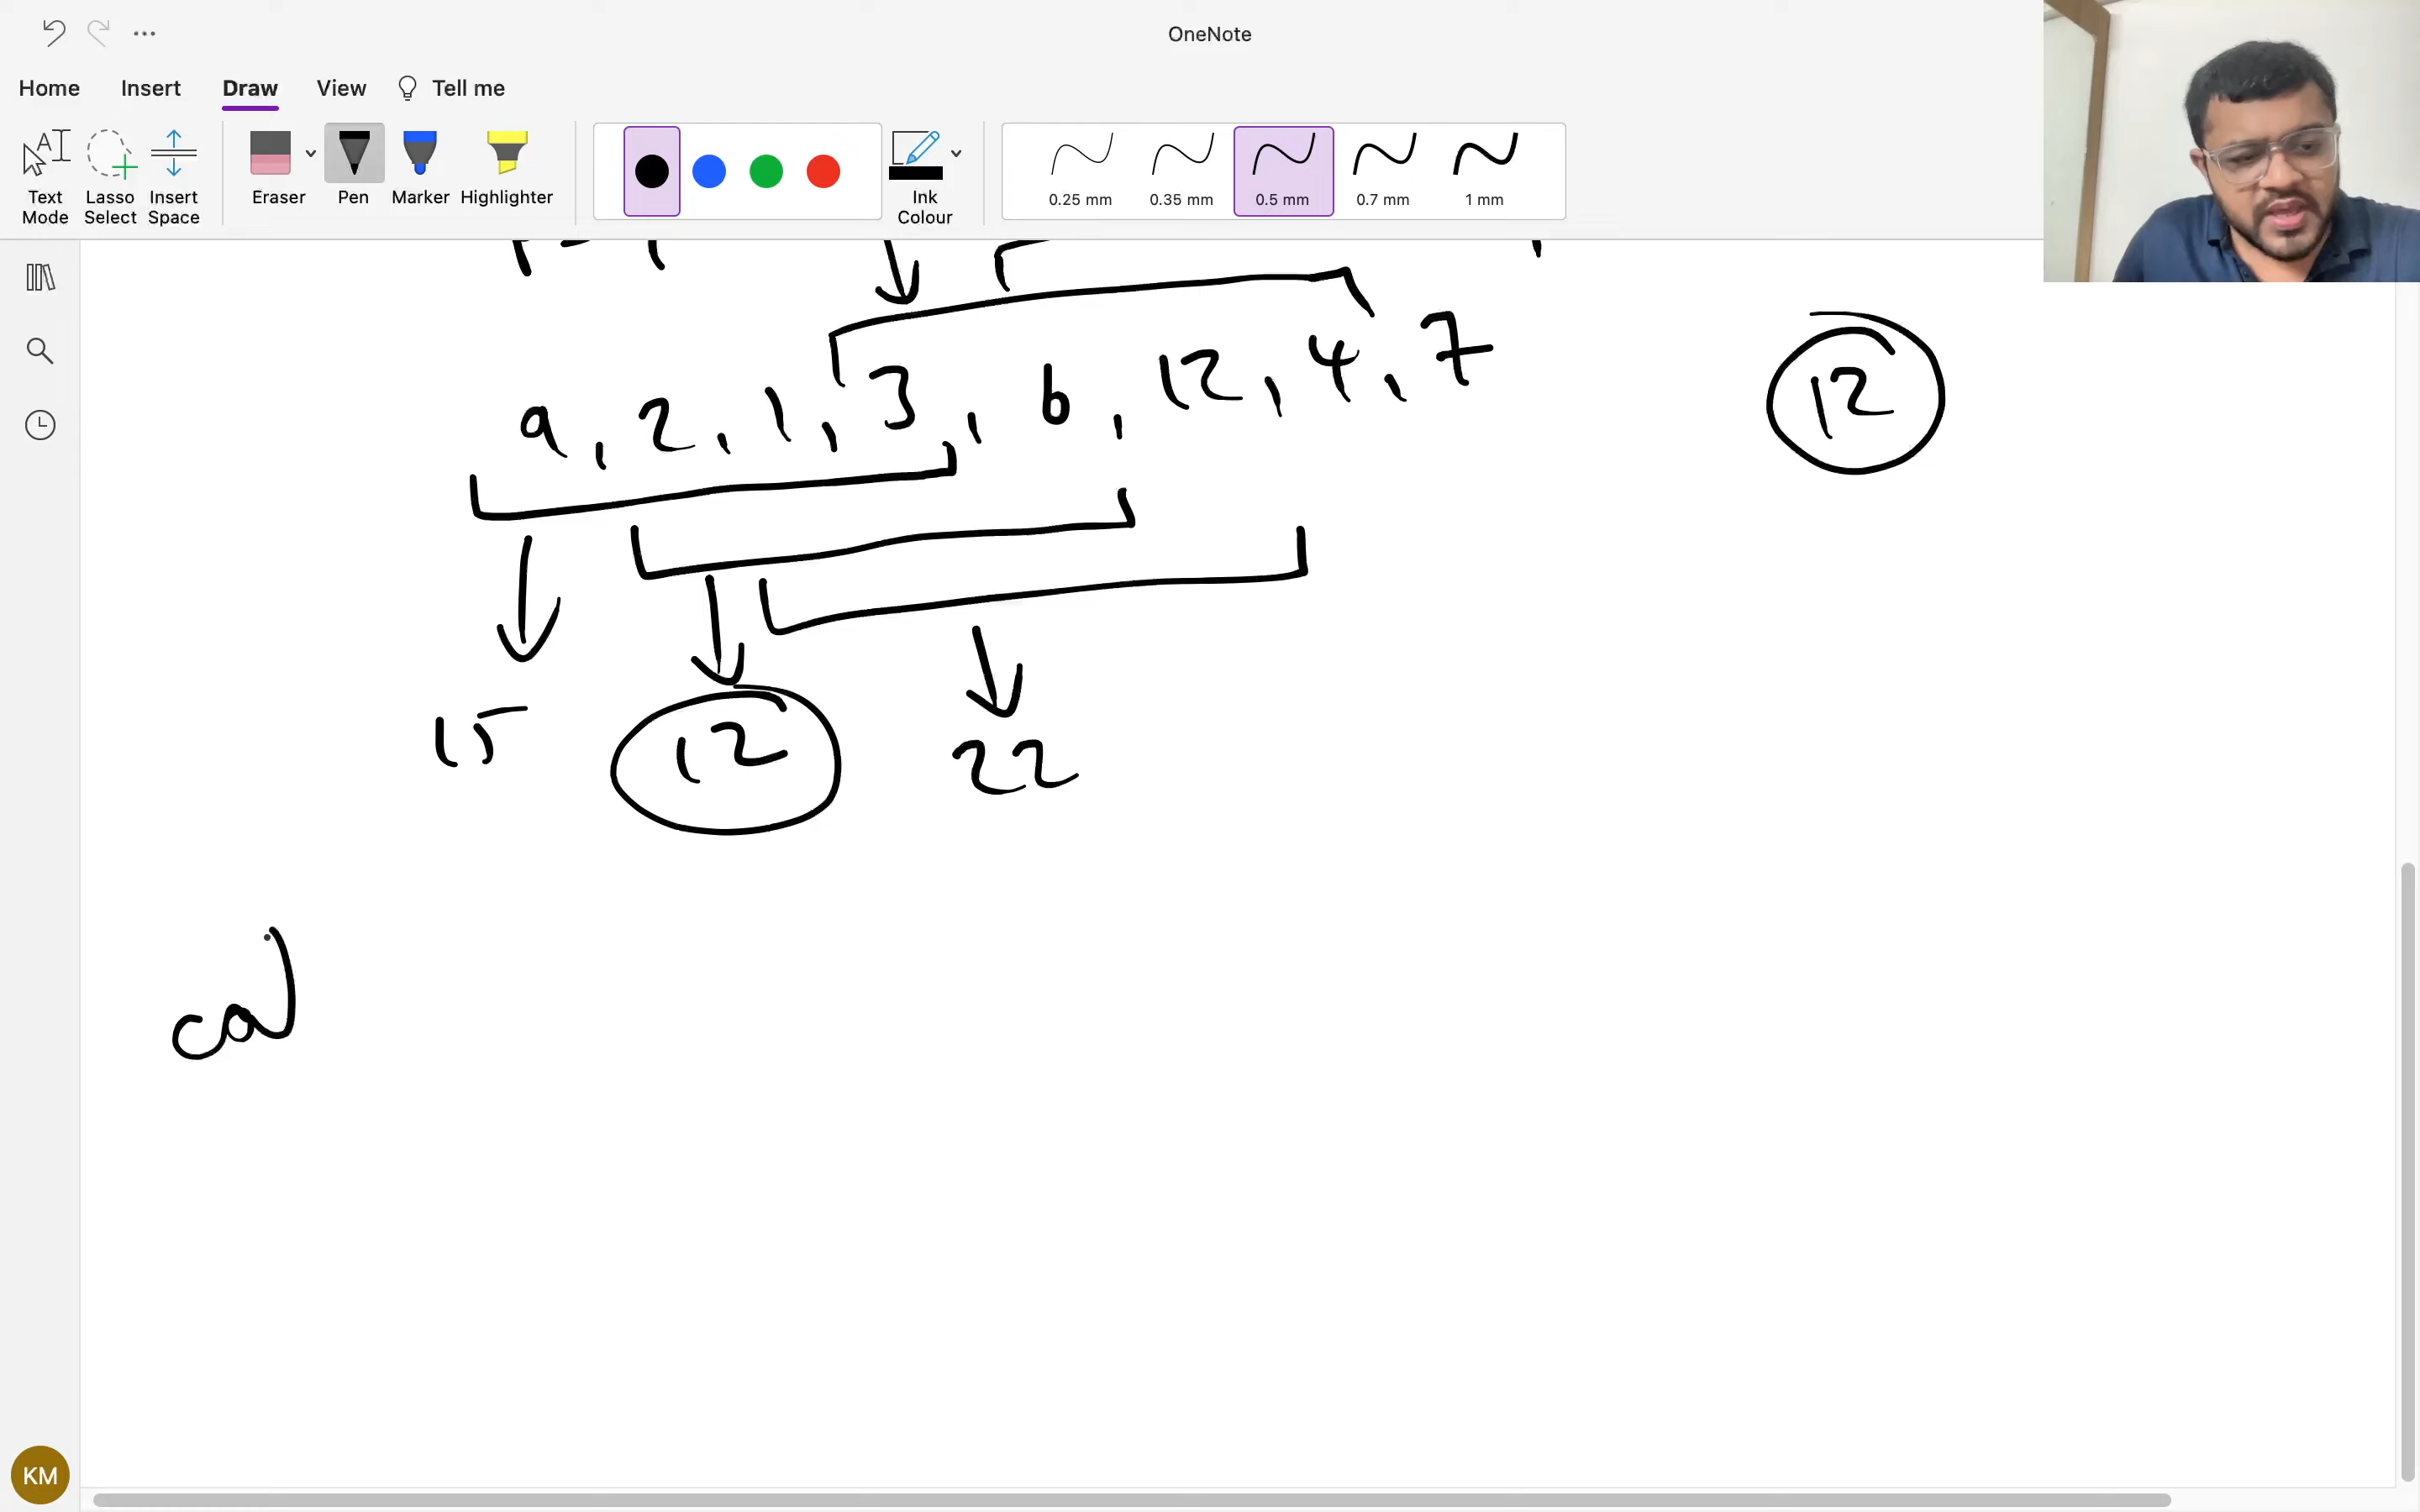 OneNote
Home Insert Draw View Tell me
Text Mode
Lasso Select
Insert Space
Eraser
Pen
Marker
Highlighter
Ink Colour
0.25 mm
0.35 mm
0.5 mm
0.7 mm
1 mm
9, 2, 1, 3, 6, 12, 4, 7
12
15 12 22
cal
KM